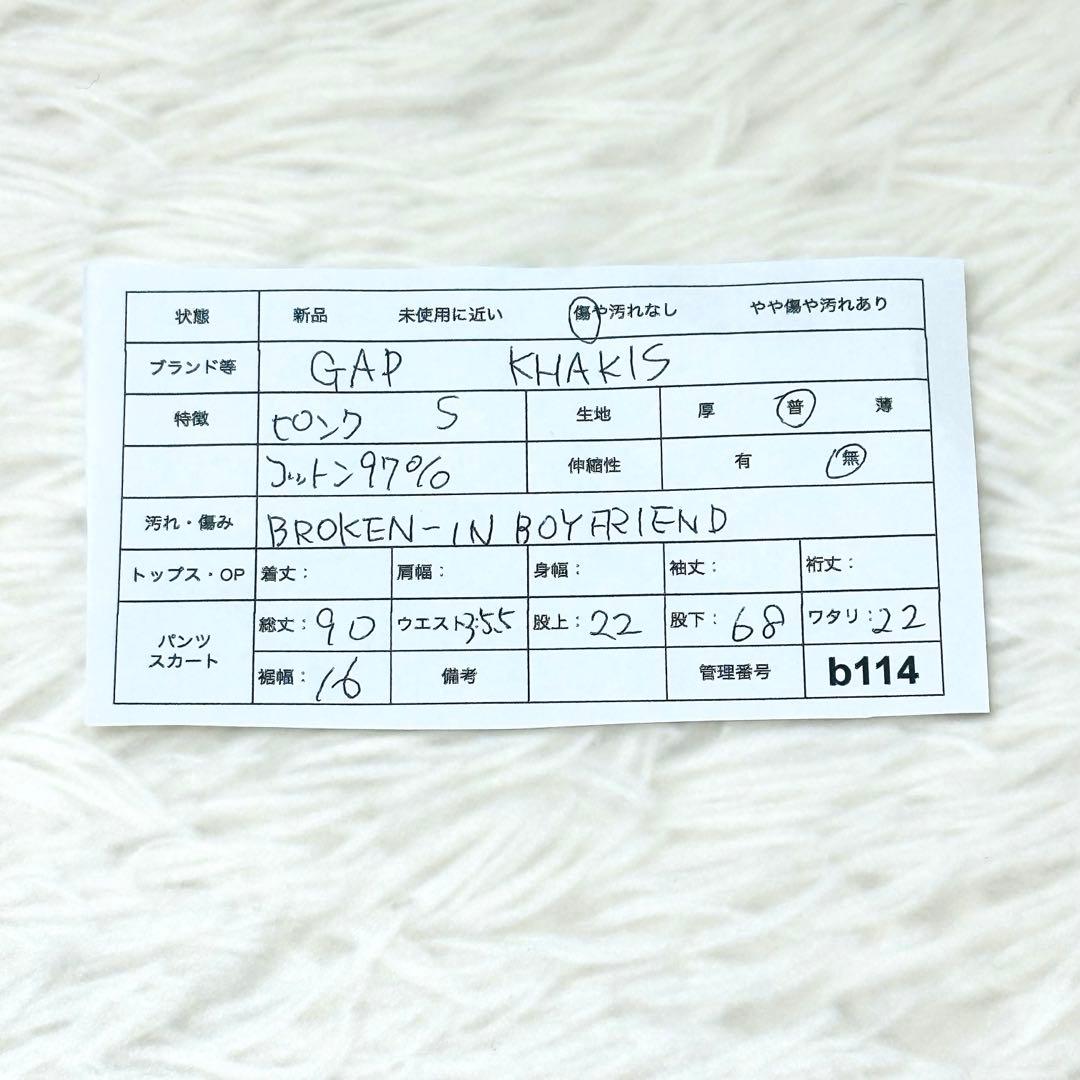 状態 新品 未使用に近い 傷や汚れなし やや傷や汚れあり
ブランド等 GAP KHAKIS
特徴 ピンク S 生地 厚 普 薄
コットン97% 伸縮性 有 無
汚れ・傷み BROKEN-IN BOYFRIEND
トップス・OP 着丈: 肩幅: 身幅: 袖丈: 裄丈:
パンツ スカート 総丈:90 ウエスト:35.5 股上:22 股下:68 ワタリ:22
裾幅:16 備考 管理番号 b114